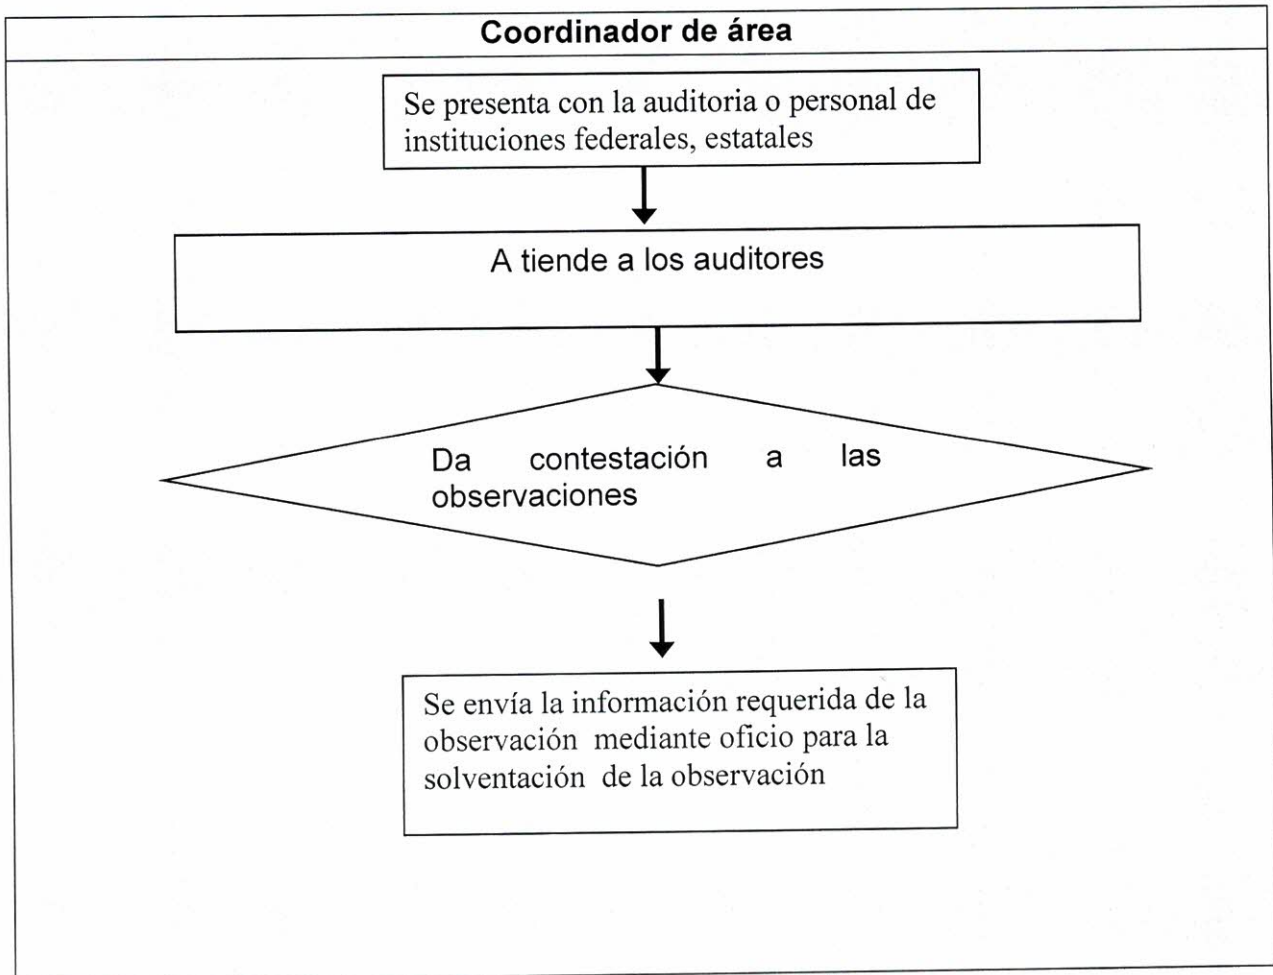 Coordinador de área
Se presenta con la auditoria o personal de
instituciones federales, estatales
A tiende a los auditores
Da contestación a las
observaciones
Se envía la información requerida de la
observación mediante oficio para la
solventación de la observación